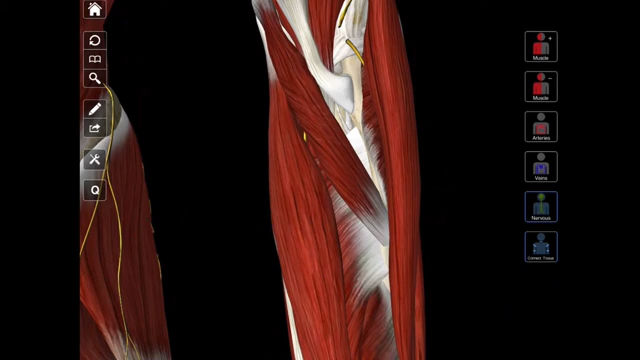 Q
+
Muscle
-
Muscle
Arteries
Veins
Nervous
Connec Tissue